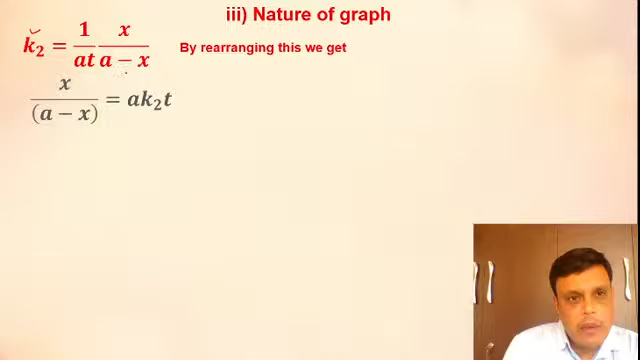 iii) Nature of graph
k₂ = 1/at x/a − x By rearranging this we get
x/(a − x) = ak₂t